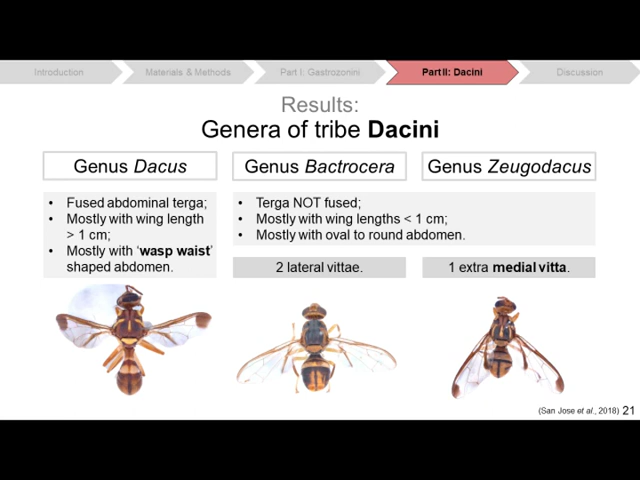 Introduction
Materials & Methods
Part I: Gastrozonini
Part II: Dacini
Discussion
Results:
Genera of tribe Dacini
Genus Dacus
Genus Bactrocera
Genus Zeugodacus
• Fused abdominal terga;
• Mostly with wing length
> 1 cm;
• Mostly with ‘wasp waist’
shaped abdomen.
• Terga NOT fused;
• Mostly with wing lengths < 1 cm;
• Mostly with oval to round abdomen.
2 lateral vittae.
1 extra medial vitta.
(San Jose et al., 2018) 21